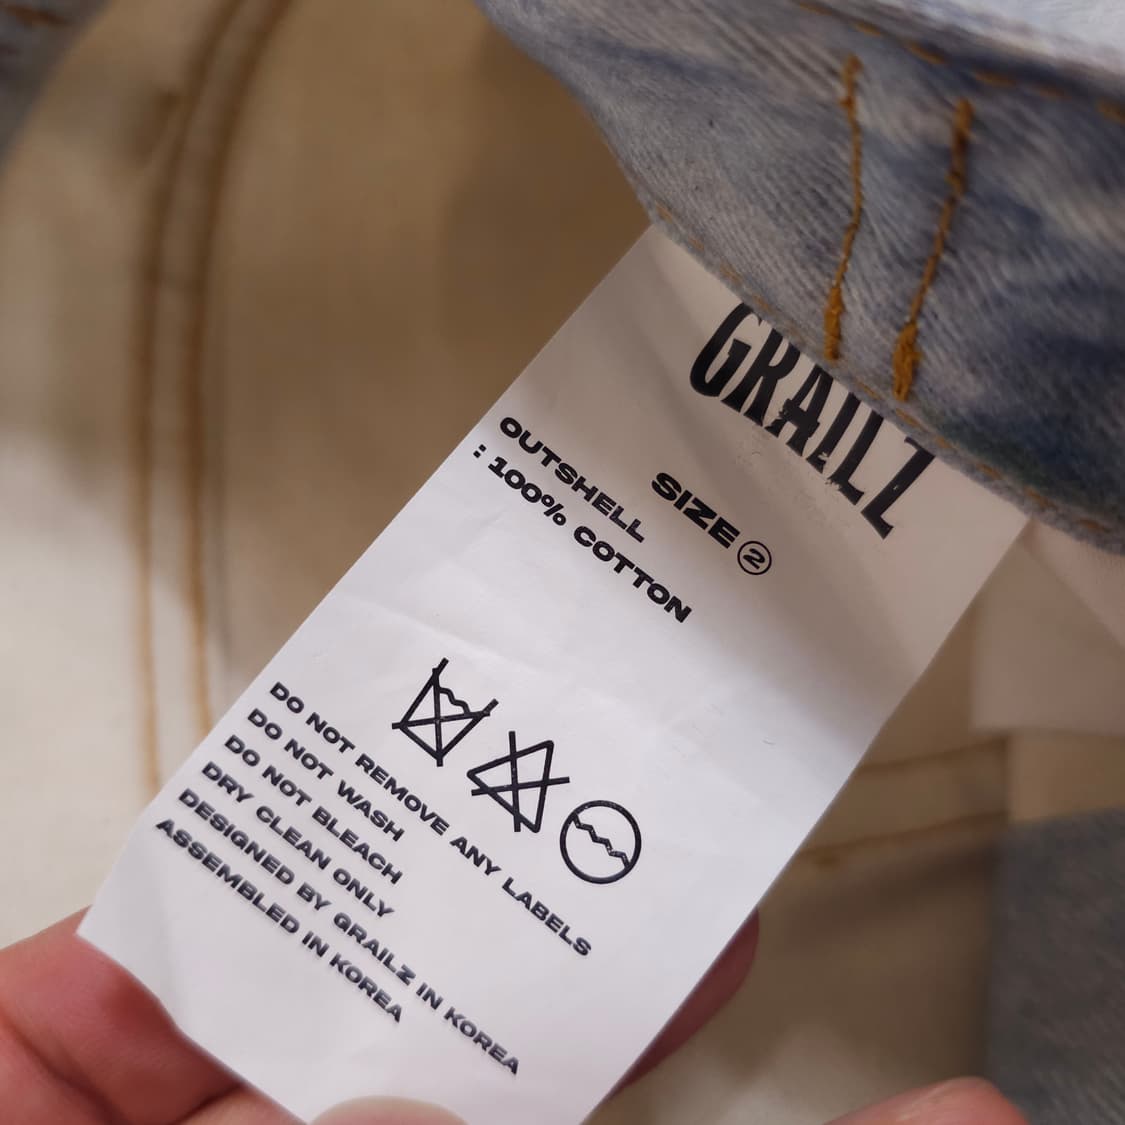 GRAILZ
SIZE ②
OUTSHELL
: 100% COTTON
DO NOT REMOVE ANY LABELS
DO NOT WASH
DO NOT BLEACH
DRY CLEAN ONLY
DESIGNED BY GRAILZ IN KOREA
ASSEMBLED IN KOREA